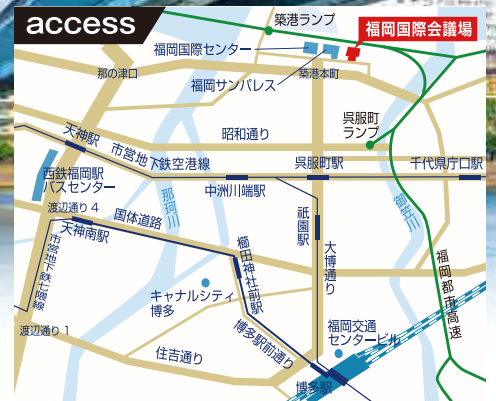 access
築港ランプ
福岡国際会議場
福岡国際センター
那の津口
築港本町
福岡サンパレス
呉服町
ランプ
昭和通り
天神駅
市営地下鉄空港線
呉服町駅
千代県庁口駅
西鉄福岡駅
バスセンター
中洲川端駅
那珂川
御笠川
渡辺通り4
国体道路
祇園駅
天神南駅
大博通り
市営地下鉄七隈線
櫛田神社前駅
福岡都市高速
キャナルシティ
博多
渡辺通り1
博多駅前通り
福岡交通
センタービル
住吉通り
博多駅